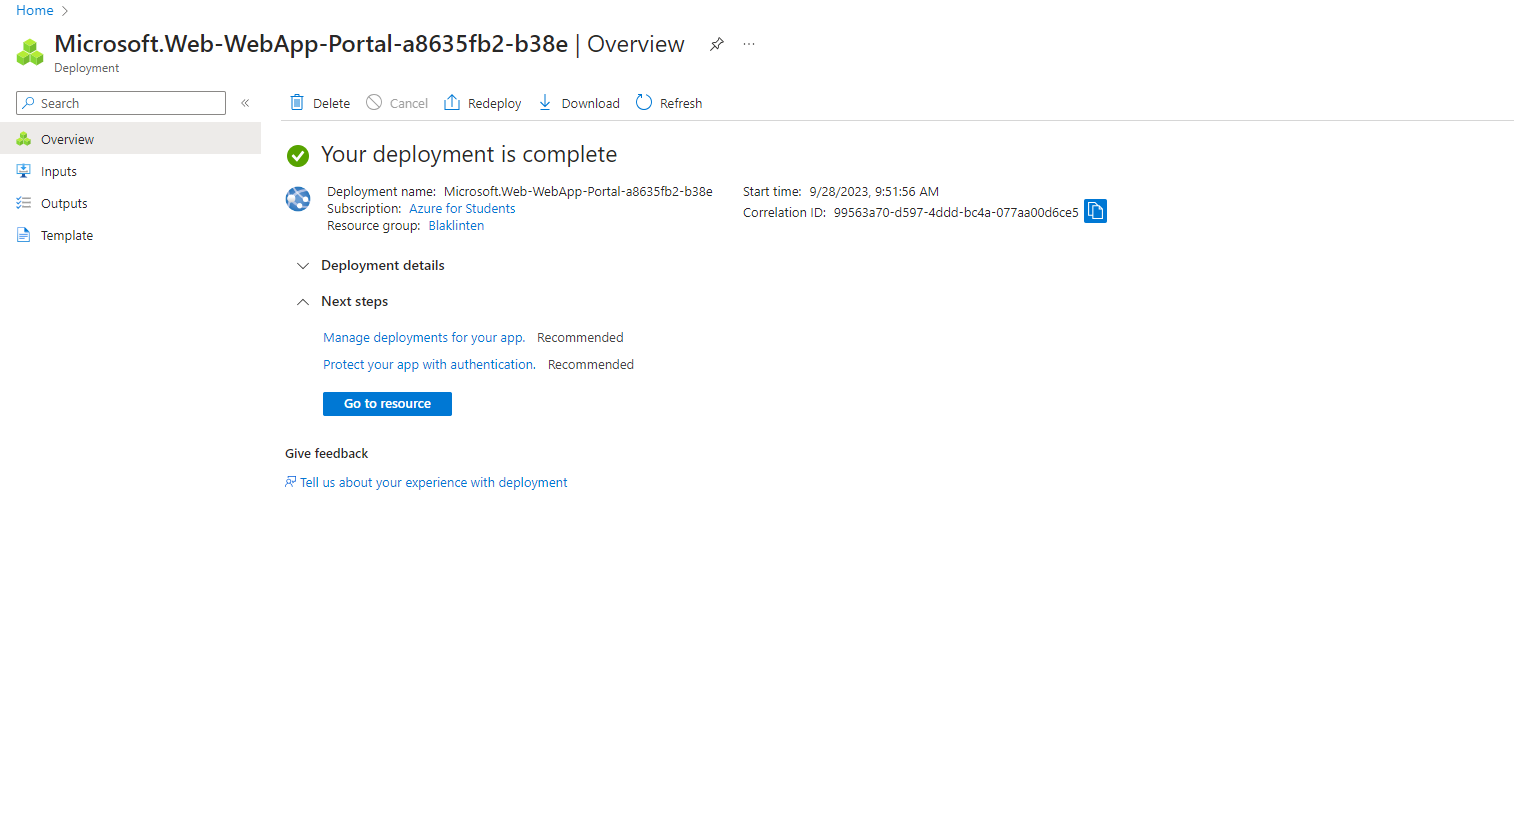 Home
Microsoft.Web-WebApp-Portal-a8635fb2-b38e | Overview
Deployment
Search
Overview
Inputs
Outputs
Template
Delete Cancel Redeploy Download Refresh
Your deployment is complete
Deployment name: Microsoft.Web-WebApp-Portal-a8635fb2-b38e
Subscription: Azure for Students
Resource group: Blaklinten
Start time: 9/28/2023, 9:51:56 AM
Correlation ID: 99563a70-d597-4ddd-bc4a-077aa00d6ce5
Deployment details
Next steps
Manage deployments for your app. Recommended
Protect your app with authentication. Recommended
Go to resource
Give feedback
Tell us about your experience with deployment